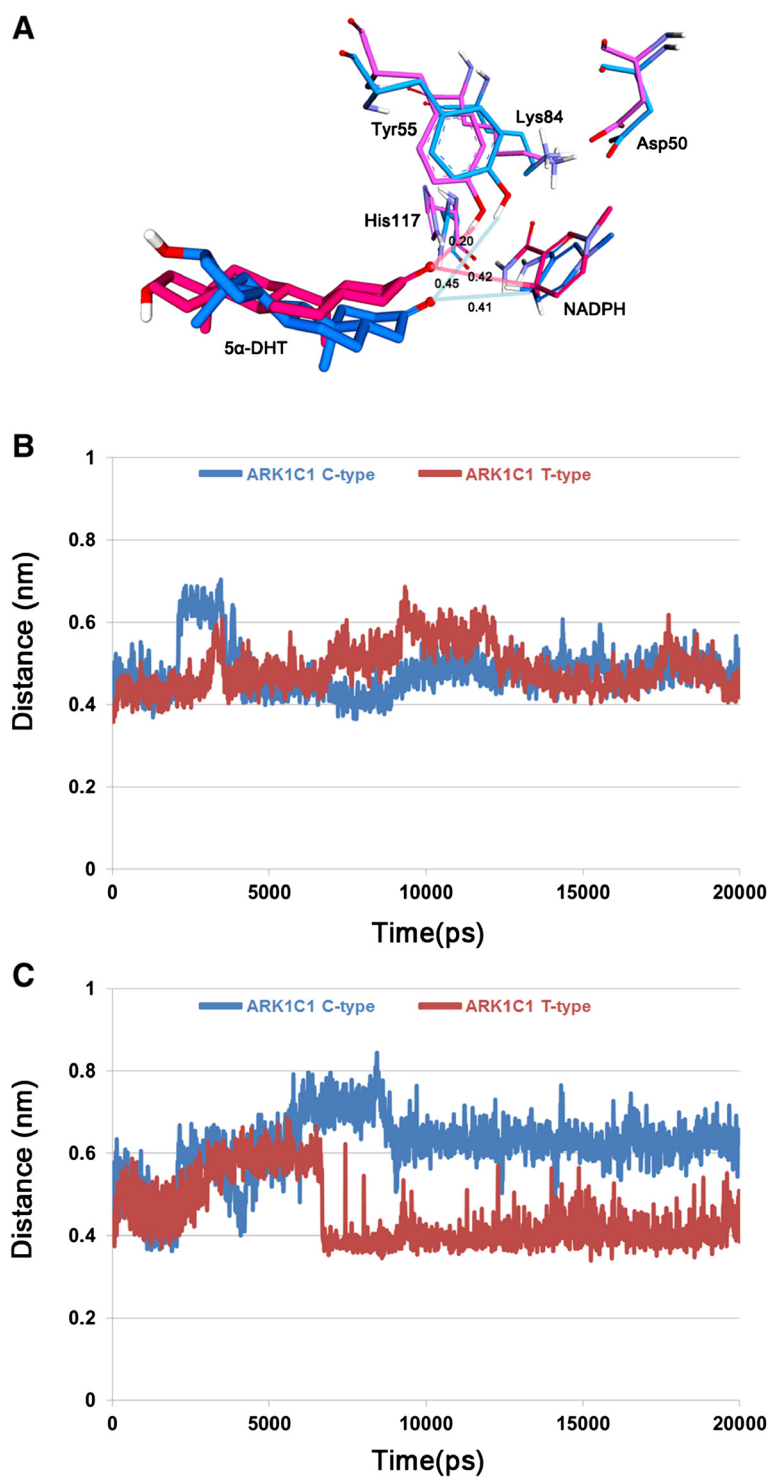 A
Tyr55
Lys84
Asp50
His117
0.20
0.45
0.42
0.41
NADPH
5α-DHT
B
ARK1C1 C-type
ARK1C1 T-type
1
0.8
0.6
0.4
0.2
0
Distance (nm)
0
5000
10000
15000
20000
Time(ps)
C
ARK1C1 C-type
ARK1C1 T-type
1
0.8
0.6
0.4
0.2
0
Distance (nm)
0
5000
10000
15000
20000
Time(ps)